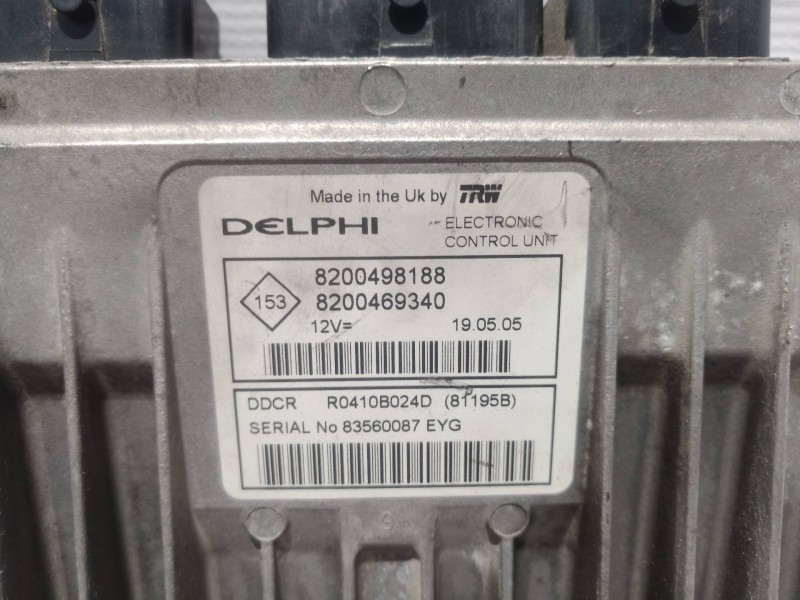 Made in the Uk by TRW
DELPHI ELECTRONIC
CONTROL UNIT
8200498188
153 8200469340
12V= 19.05.05
DDCR R0410B024D (81195B)
SERIAL No 83560087 EYG
9